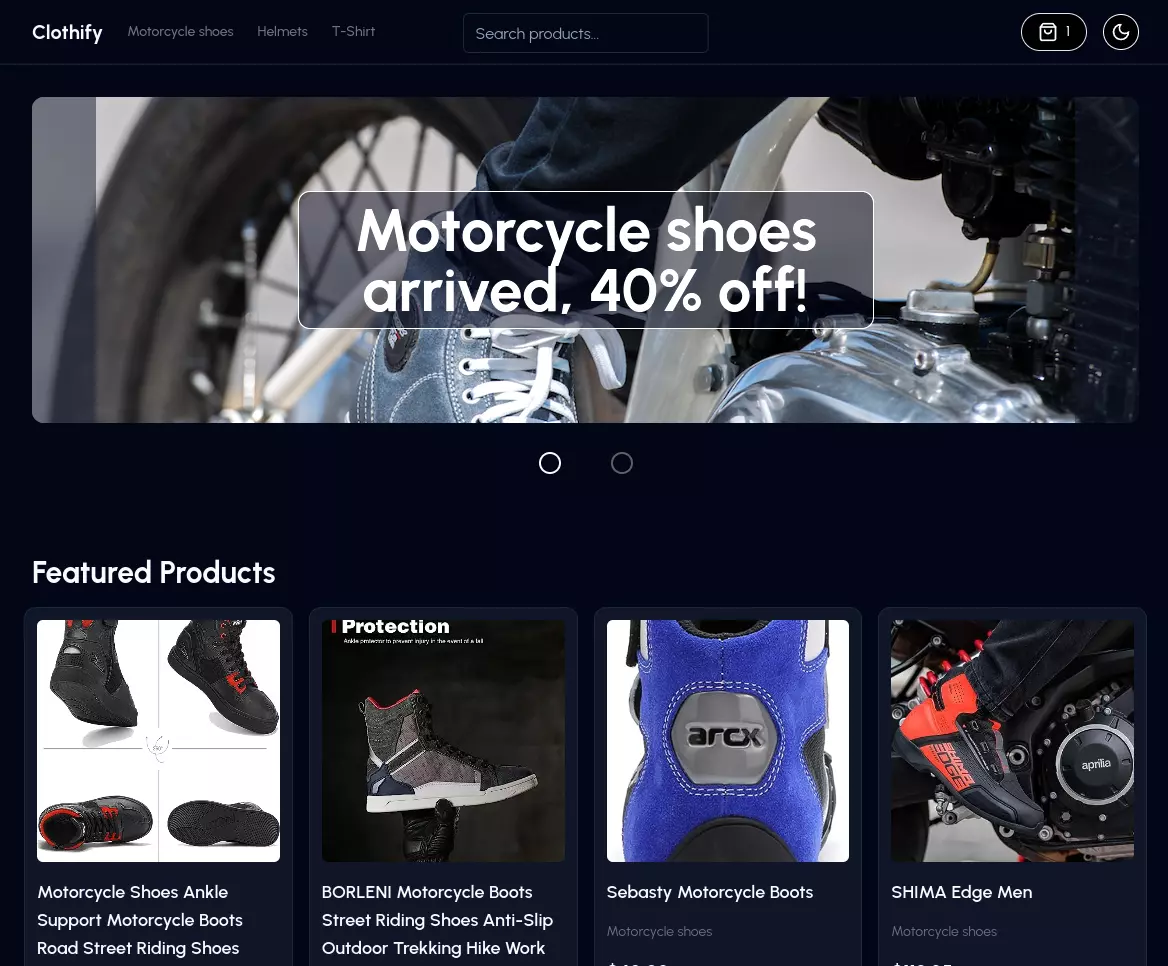 Clothify
Motorcycle shoes
Helmets
T-Shirt
Search products...
1
Motorcycle shoes
arrived, 40% off!
Featured Products
Protection
Ankle protector to prevent injury in the event of a fall
arcx
SHIMA
EDGE
aprilia
Motorcycle Shoes Ankle
Support Motorcycle Boots
Road Street Riding Shoes
BORLENI Motorcycle Boots
Street Riding Shoes Anti-Slip
Outdoor Trekking Hike Work
Sebasty Motorcycle Boots
Motorcycle shoes
SHIMA Edge Men
Motorcycle shoes